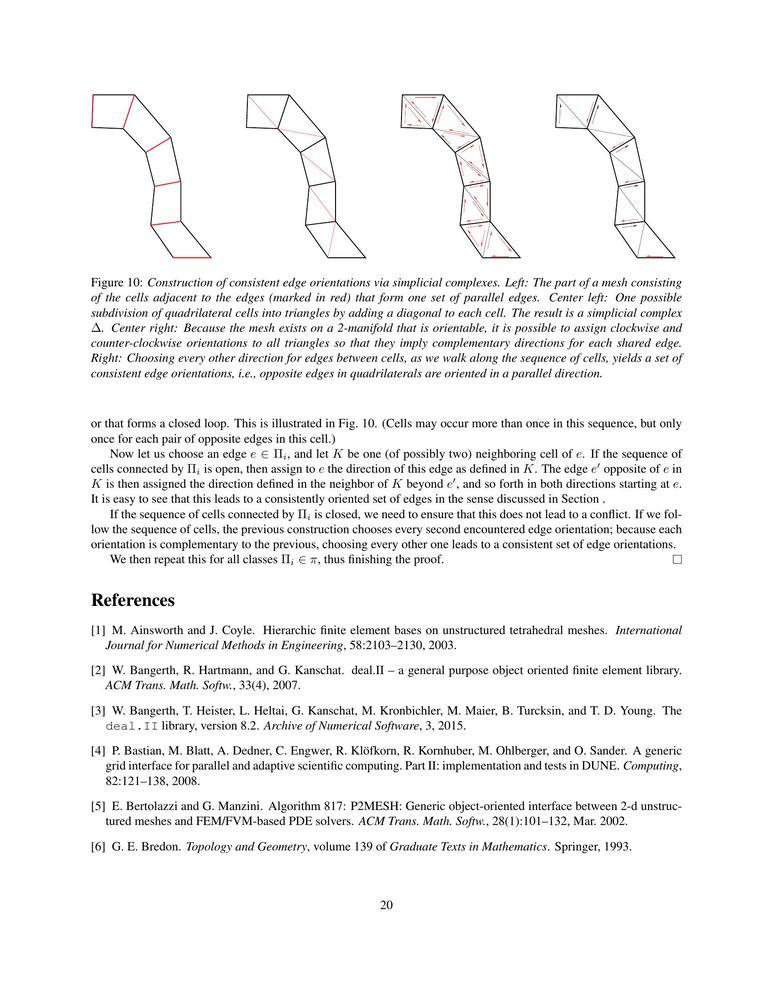 Figure 10: Construction of consistent edge orientations via simplicial complexes. Left: The part of a mesh consisting
of the cells adjacent to the edges (marked in red) that form one set of parallel edges. Center left: One possible
subdivision of quadrilateral cells into triangles by adding a diagonal to each cell. The result is a simplicial complex
Δ. Center right: Because the mesh exists on a 2-manifold that is orientable, it is possible to assign clockwise and
counter-clockwise orientations to all triangles so that they imply complementary directions for each shared edge.
Right: Choosing every other direction for edges between cells, as we walk along the sequence of cells, yields a set of
consistent edge orientations, i.e., opposite edges in quadrilaterals are oriented in a parallel direction.
or that forms a closed loop. This is illustrated in Fig. 10. (Cells may occur more than once in this sequence, but only
once for each pair of opposite edges in this cell.)
Now let us choose an edge e ∈ Πi, and let K be one (of possibly two) neighboring cell of e. If the sequence of
cells connected by Πi is open, then assign to e the direction of this edge as defined in K. The edge e′ opposite of e in
K is then assigned the direction defined in the neighbor of K beyond e′, and so forth in both directions starting at e.
It is easy to see that this leads to a consistently oriented set of edges in the sense discussed in Section .
If the sequence of cells connected by Πi is closed, we need to ensure that this does not lead to a conflict. If we fol-
low the sequence of cells, the previous construction chooses every second encountered edge orientation; because each
orientation is complementary to the previous, choosing every other one leads to a consistent set of edge orientations.
We then repeat this for all classes Πi ∈ π, thus finishing the proof. □
References
[1] M. Ainsworth and J. Coyle. Hierarchic finite element bases on unstructured tetrahedral meshes. International
Journal for Numerical Methods in Engineering, 58:2103–2130, 2003.
[2] W. Bangerth, R. Hartmann, and G. Kanschat. deal.II – a general purpose object oriented finite element library.
ACM Trans. Math. Softw., 33(4), 2007.
[3] W. Bangerth, T. Heister, L. Heltai, G. Kanschat, M. Kronbichler, M. Maier, B. Turcksin, and T. D. Young. The
deal.II library, version 8.2. Archive of Numerical Software, 3, 2015.
[4] P. Bastian, M. Blatt, A. Dedner, C. Engwer, R. Klöfkorn, R. Kornhuber, M. Ohlberger, and O. Sander. A generic
grid interface for parallel and adaptive scientific computing. Part II: implementation and tests in DUNE. Computing,
82:121–138, 2008.
[5] E. Bertolazzi and G. Manzini. Algorithm 817: P2MESH: Generic object-oriented interface between 2-d unstruc-
tured meshes and FEM/FVM-based PDE solvers. ACM Trans. Math. Softw., 28(1):101–132, Mar. 2002.
[6] G. E. Bredon. Topology and Geometry, volume 139 of Graduate Texts in Mathematics. Springer, 1993.
20